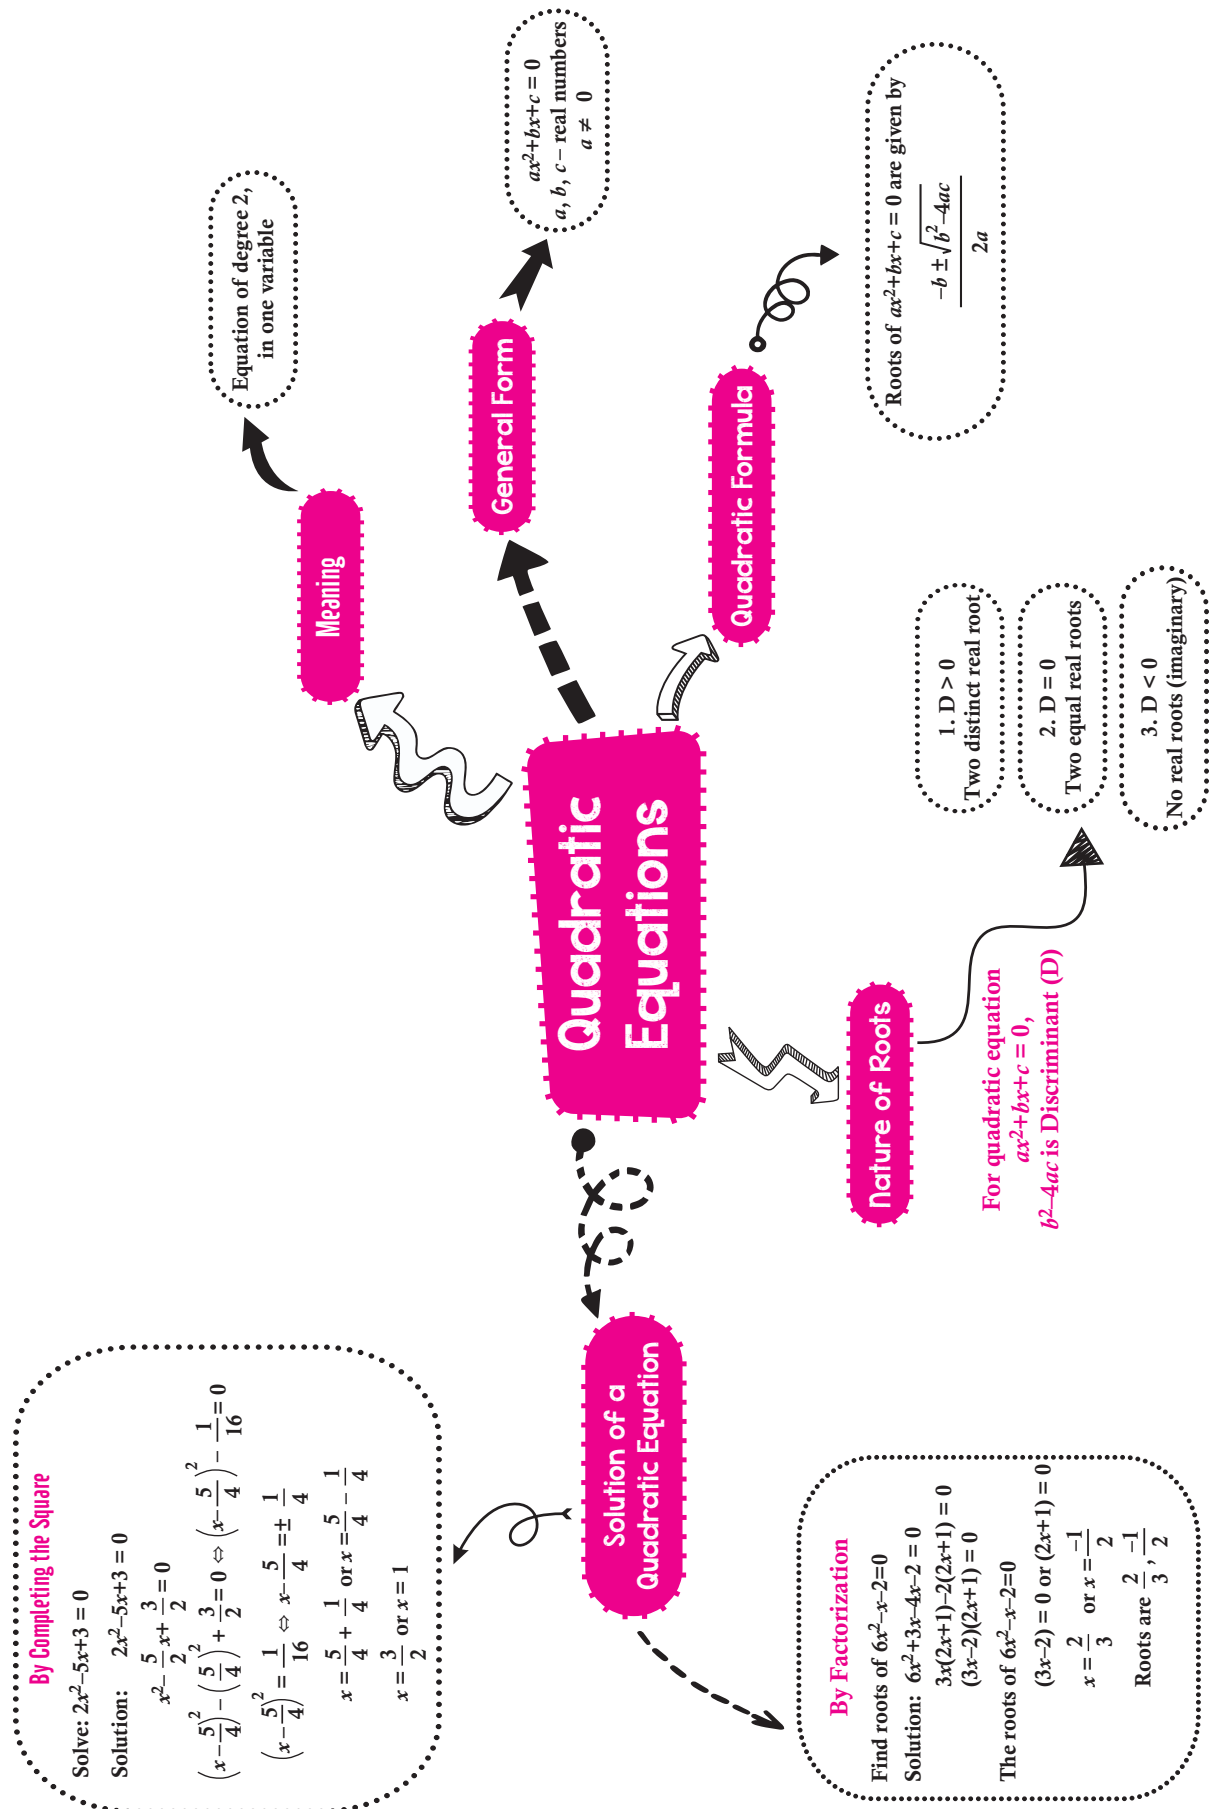 Quadratic
Equations
Meaning
Equation of degree 2,
in one variable
General Form
ax²+bx+c = 0
a, b, c – real numbers
a ≠ 0
Quadratic Formula
Roots of ax²+bx+c = 0 are given by
−b ± √(b²−4ac)
2a
Nature of Roots
For quadratic equation
ax²+bx+c = 0,
b²–4ac is Discriminant (D)
1. D > 0
Two distinct real root
2. D = 0
Two equal real roots
3. D < 0
No real roots (imaginary)
Solution of a
Quadratic Equation
By Completing the Square
Solve: 2x²–5x+3 = 0
Solution: 2x²–5x+3 = 0
x²–5/2 x+3/2 = 0
(x–5/4)² – (5/4)² + 3/2 = 0 ⇔ (x–5/4)² – 1/16 = 0
(x–5/4)² = 1/16 ⇔ x–5/4 = ± 1/4
x = 5/4 + 1/4 or x = 5/4 – 1/4
x = 3/2 or x = 1
By Factorization
Find roots of 6x²–x–2=0
Solution: 6x²+3x–4x–2 = 0
3x(2x+1)–2(2x+1) = 0
(3x–2)(2x+1) = 0
The roots of 6x²–x–2=0
(3x–2) = 0 or (2x+1) = 0
x = 2/3 or x = −1/2
Roots are 2/3, −1/2